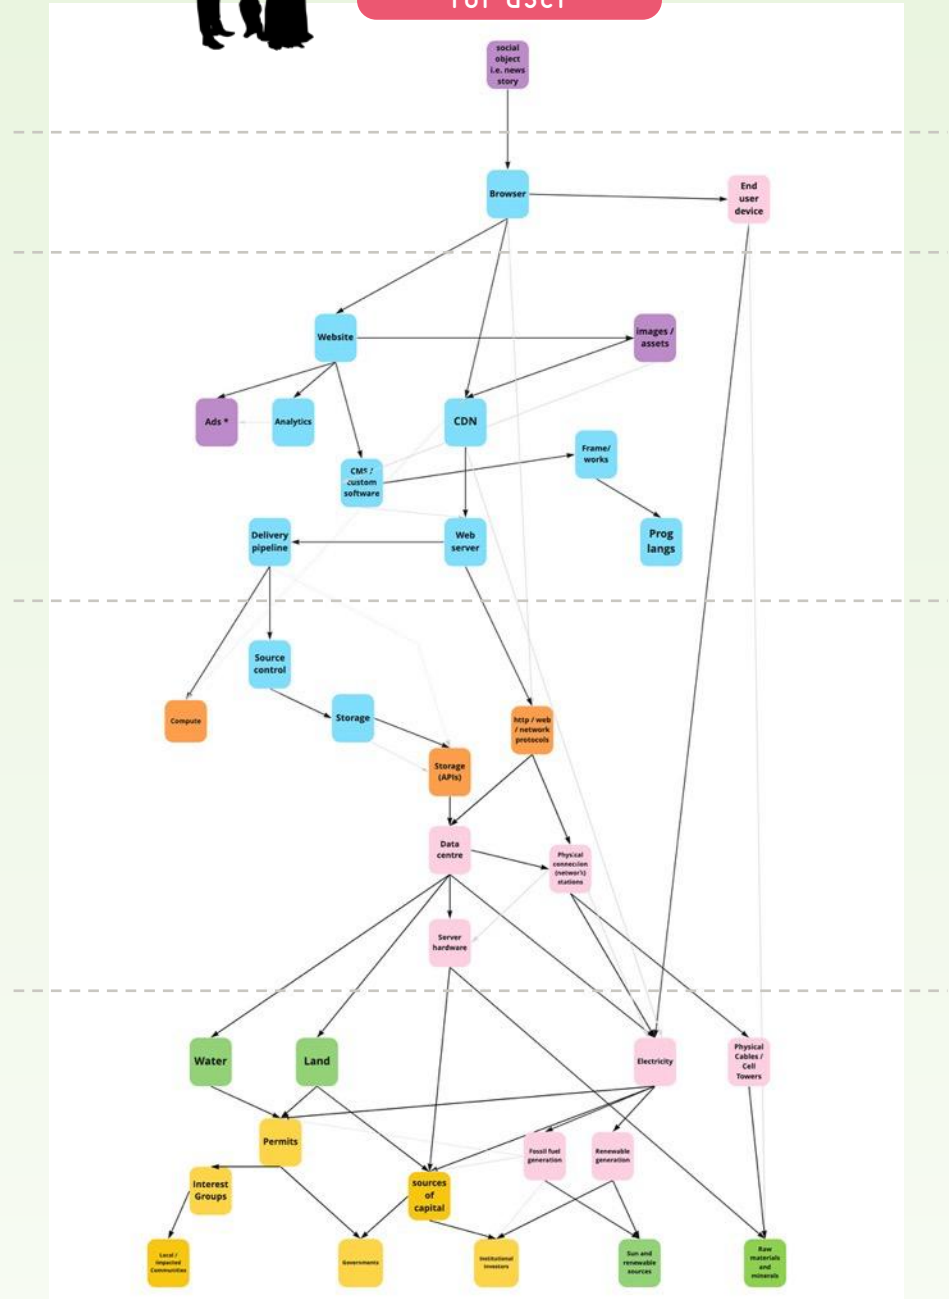 for user
social
object
i.e. news
story
Browser
End
user
device
Website
images /
assets
Ads *
Analytics
CDN
Frame/
works
CMS /
custom
software
Delivery
pipeline
Web
server
Prog
langs
Source
control
Compute
Storage
http / web
/ network
protocols
Storage
(APIs)
Data
centre
Physical
connection
(network)
stations
Server
hardware
Water
Land
Electricity
Physical
Cables /
Cell
Towers
Permits
Fossil fuel
generation
Renewable
generation
Interest
Groups
sources
of
capital
Local /
impacted
Communities
Governments
Institutional
investors
Sun and
renewable
sources
Raw
materials
and
minerals